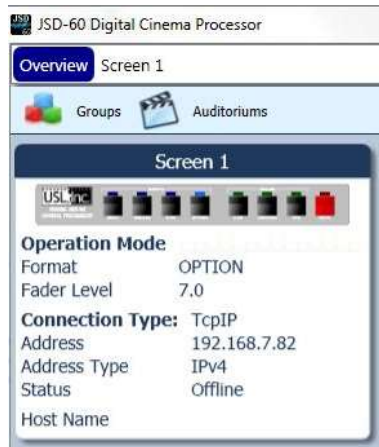 JSD-60 Digital Cinema Processor
Overview Screen 1
Groups Auditoriums
Screen 1
USL, inc
Operation Mode
Format OPTION
Fader Level 7.0
Connection Type: TcpIP
Address 192.168.7.82
Address Type IPv4
Status Offline
Host Name